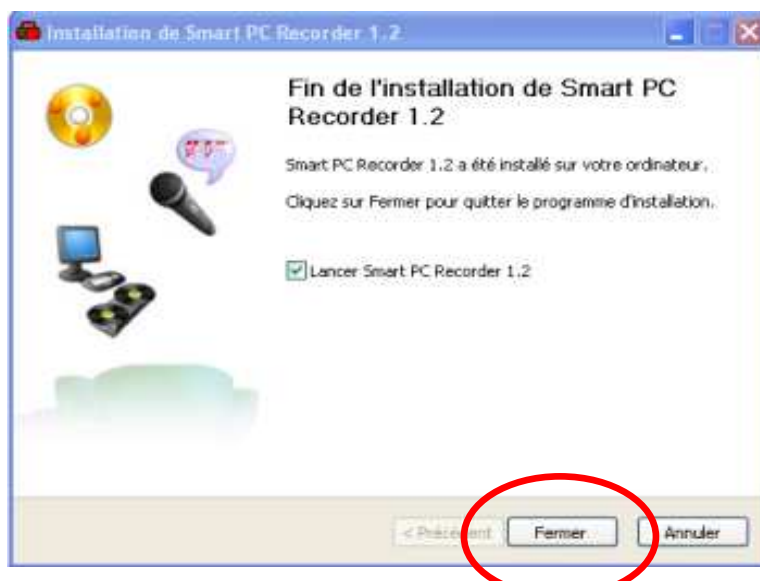 Installation de Smart PC Recorder 1.2
Fin de l'installation de Smart PC
Recorder 1.2
Smart PC Recorder 1.2 a été installé sur votre ordinateur.
Cliquez sur Fermer pour quitter le programme d'installation.
Lancer Smart PC Recorder 1.2
< Précédent
Fermer
Annuler